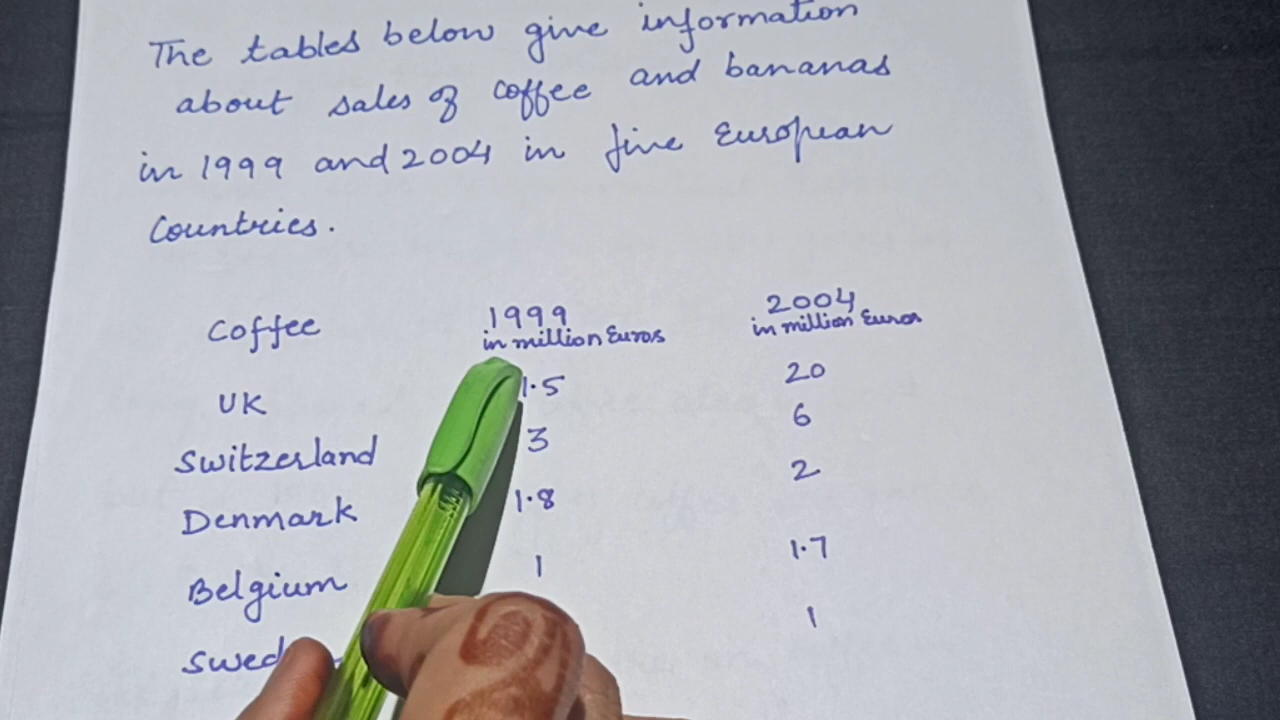 The tables below give information
about sales of coffee and bananas
in 1999 and 2004 in five European
Countries.
Coffee 1999 2004
in million Euros in million Euros
UK 1.5 20
Switzerland 3 6
Denmark 1.8 2
Belgium 1 1.7
1